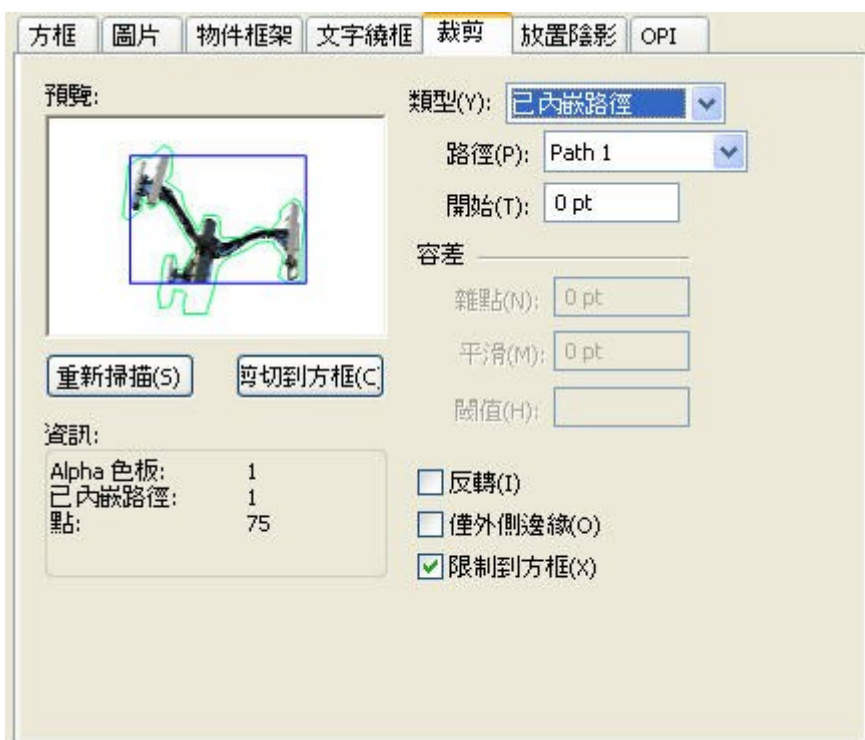 方框 圖片 物件框架 文字繞框 裁剪 放置陰影 OPI
預覽:
類型(Y): 已內嵌路徑
路徑(P): Path 1
開始(T): 0 pt
容差
雜點(N): 0 pt
平滑(M): 0 pt
閾值(H):
重新掃描(S) 剪切到方框(C
資訊:
Alpha 色板: 1
已內嵌路徑: 1
點: 75
反轉(I)
僅外側邊緣(O)
限制到方框(X)